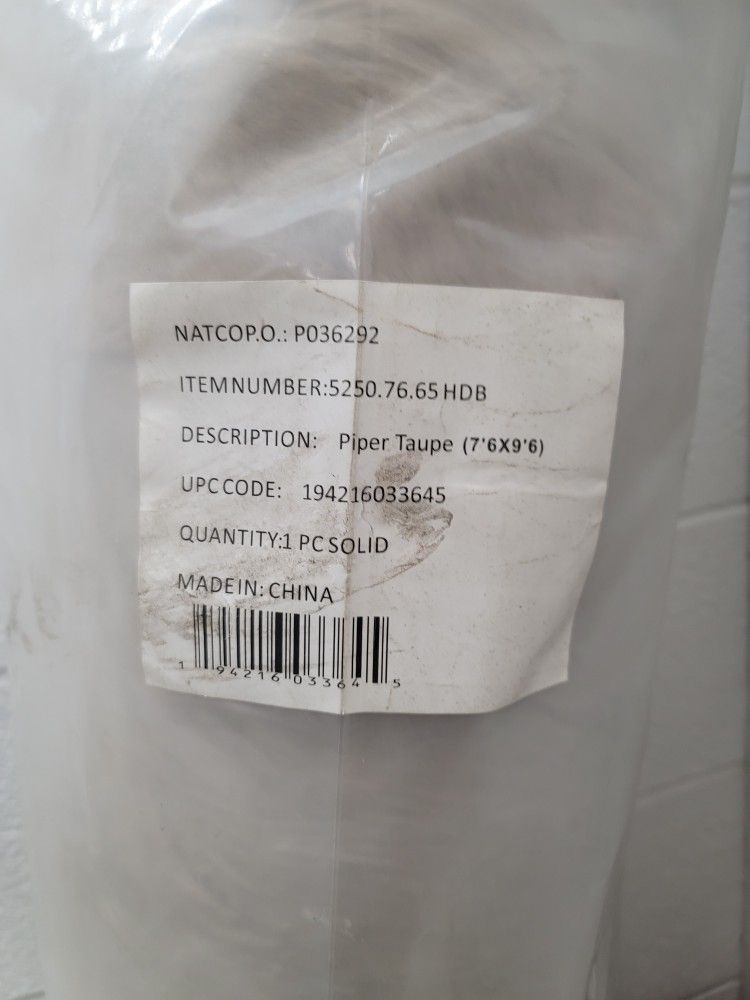 NATCOP.O.: P036292
ITEMNUMBER:5250.76.65 HDB
DESCRIPTION: Piper Taupe (7'6X9'6)
UPCCODE: 194216033645
QUANTITY:1 PC SOLID
MADEIN: CHINA
1 94216 03364 5